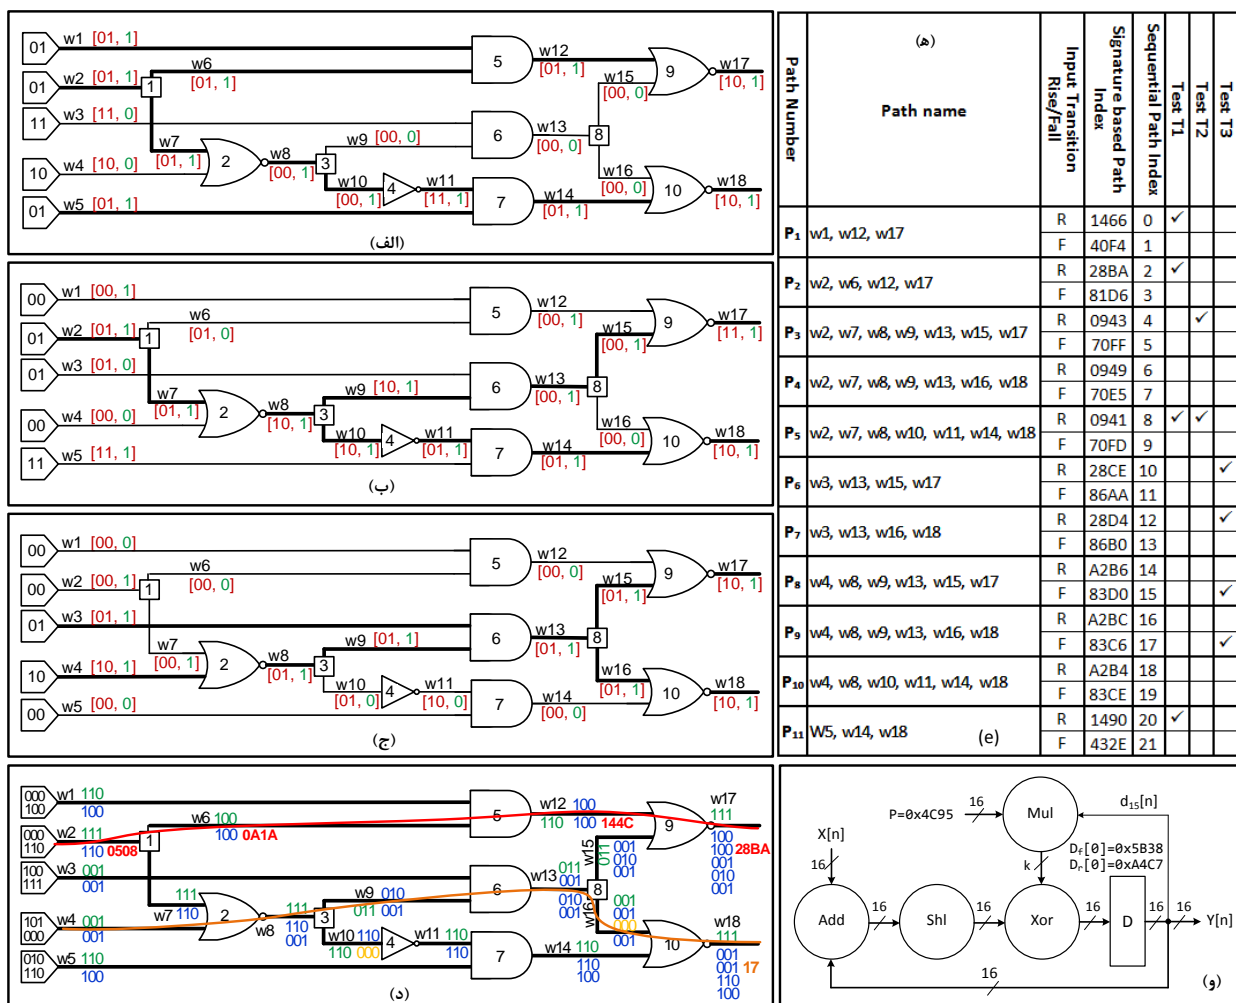 01 w1 [01, 1]
w6 [01, 1]
5
w12 [01, 1]
w17 [10, 1]
01 w2 [01, 1]
1
w15 [00, 0]
9
11 w3 [11, 0]
w9 [00, 0]
6
w13 [00, 0]
8
w7 [01, 1]
2
w8 [00, 1]
3
10 w4 [10, 0]
w10 [00, 1]
4
w11 [11, 1]
w16 [00, 0]
10
w18 [10, 1]
01 w5 [01, 1]
7
w14 [01, 1]
(الف)
00 w1 [00, 1]
w6 [01, 0]
5
w12 [00, 1]
w17 [11, 1]
01 w2 [01, 1]
1
w15 [00, 1]
9
01 w3 [01, 0]
w9 [10, 1]
6
w13 [00, 1]
8
w7 [01, 1]
2
w8 [10, 1]
3
00 w4 [00, 0]
w10 [10, 1]
4
w11 [01, 1]
w16 [00, 0]
10
w18 [10, 1]
11 w5 [11, 1]
7
w14 [01, 1]
(ب)
00 w1 [00, 0]
w6 [00, 0]
5
w12 [00, 0]
w17 [10, 1]
00 w2 [00, 1]
1
w15 [01, 1]
9
01 w3 [01, 1]
w9 [01, 1]
6
w13 [01, 1]
8
w7 [00, 1]
2
w8 [01, 1]
3
10 w4 [10, 1]
w10 [01, 0]
4
w11 [10, 0]
w16 [01, 1]
10
w18 [10, 1]
00 w5 [00, 0]
7
w14 [00, 0]
(ج)
000 100 w1 110 100
w6 100 100 0A1A
5
w12 100 110 100 144C
9
w17 111 100 100 001 010 001 28BA
000 110 w2 111 110 0508
1
w15 011 001 010 001
100 111 w3 001 001
w9 010 011 001
6
w13 011 001 010 001
8
w7 111 110
2
w8 111 110 001
3
101 000 w4 001 001
w10 110 110 000
4
w11 110 110
w16 001 001 000 001
10
w18 111 001 001 110 100 17
010 110 w5 110 100
7
w14 110 110 100
(د)
Path Number (ه) Path name Input Transition Rise/Fall Signature based Path Index Sequential Path Index Test T1 Test T2 Test T3
P₁ w1, w12, w17 R 1466 0 ✓
F 40F4 1
P₂ w2, w6, w12, w17 R 28BA 2 ✓
F 81D6 3
P₃ w2, w7, w8, w9, w13, w15, w17 R 0943 4 ✓
F 70FF 5
P₄ w2, w7, w8, w9, w13, w16, w18 R 0949 6
F 70E5 7
P₅ w2, w7, w8, w10, w11, w14, w18 R 0941 8 ✓ ✓
F 70FD 9
P₆ w3, w13, w15, w17 R 28CE 10 ✓
F 86AA 11
P₇ w3, w13, w16, w18 R 28D4 12 ✓
F 86B0 13
P₈ w4, w8, w9, w13, w15, w17 R A2B6 14
F 83D0 15 ✓
P₉ w4, w8, w9, w13, w16, w18 R A2BC 16
F 83C6 17 ✓
P₁₀ w4, w8, w10, w11, w14, w18 R A2B4 18
F 83CE 19
P₁₁ W5, w14, w18 (e) R 1490 20 ✓
F 432E 21
P=0x4C95
16
Mul
d₁₅[n]
X[n]
16
k
D_f[0]=0x5B38
D_r[0]=0xA4C7
Add
16
Shl
16
Xor
16
D
16
16
Y[n]
16
(و)